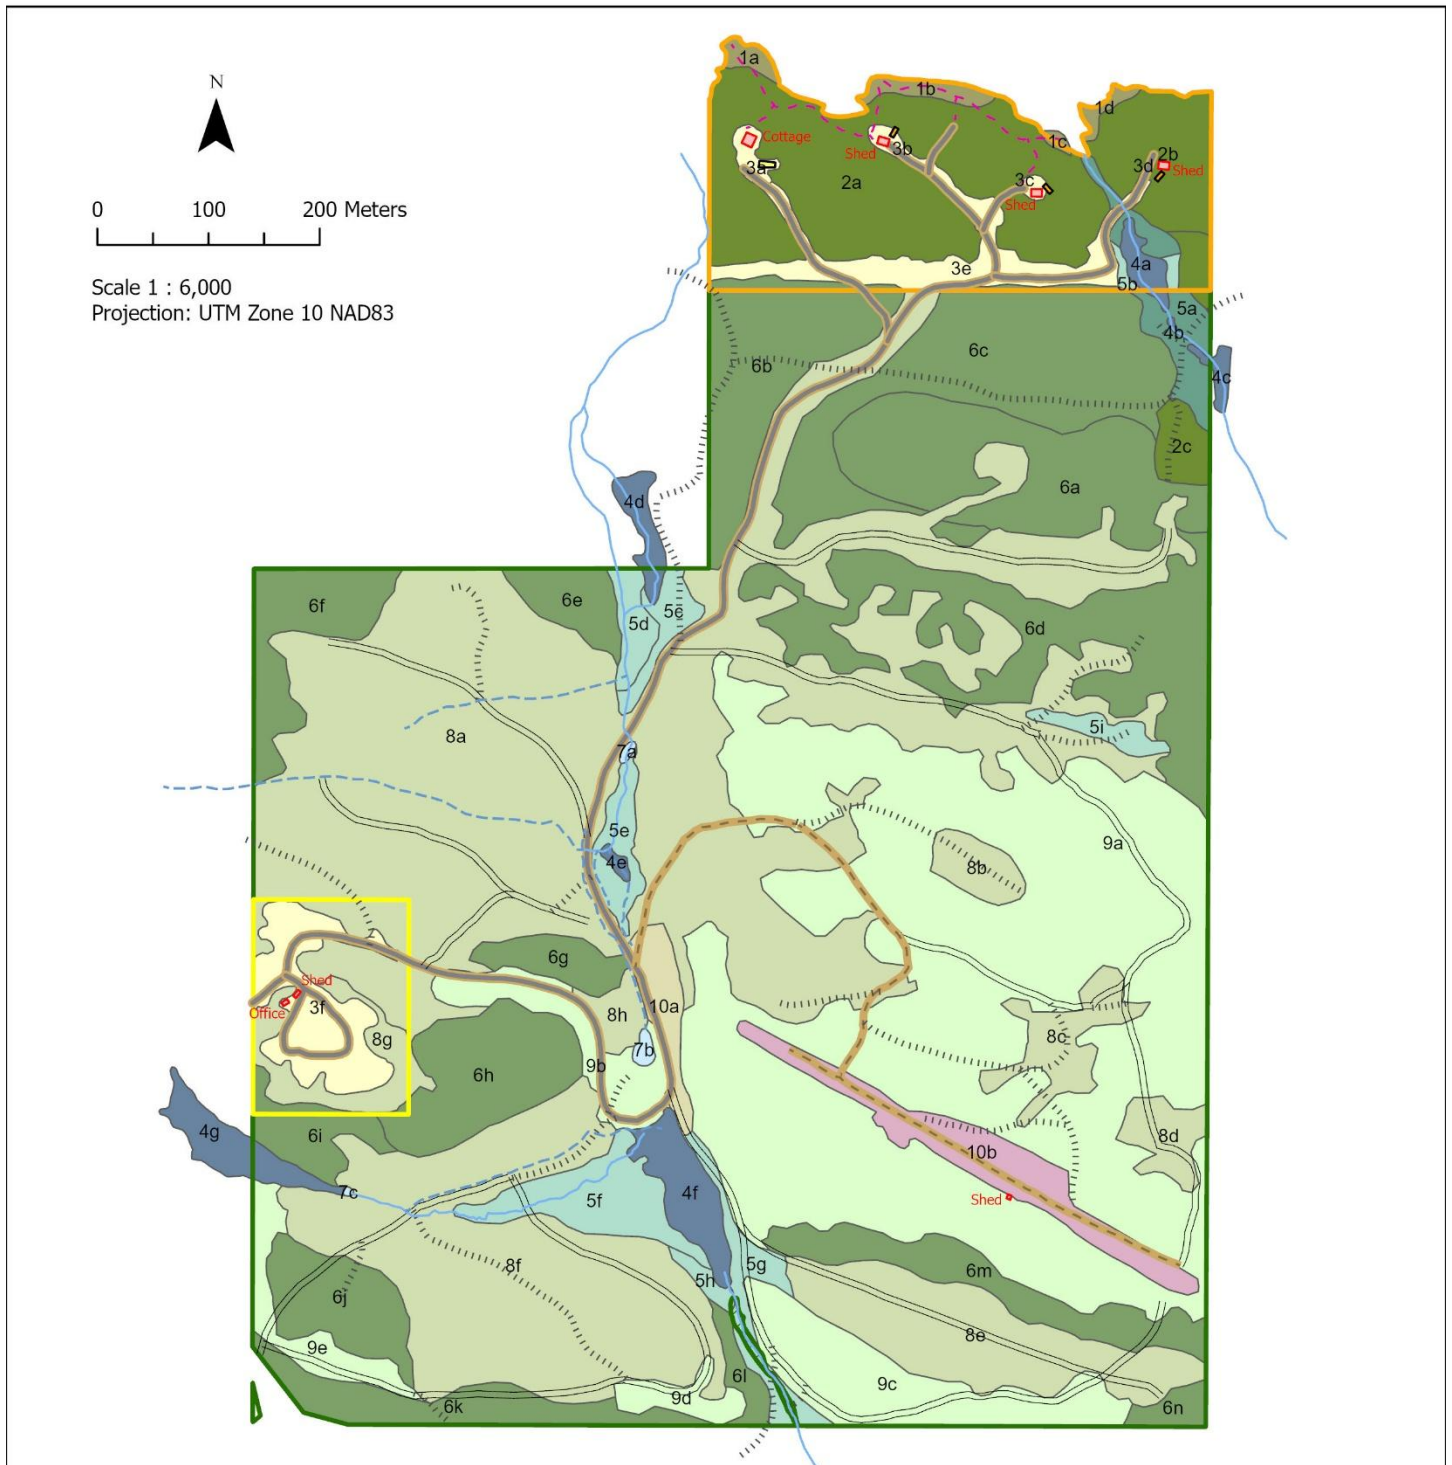 N
0 100 200 Meters
Scale 1 : 6,000
Projection: UTM Zone 10 NAD83
1a
1b
1d
1c
Cottage
Shed
3b
3a
2a
3c
Shed
2b
3d
Shed
3e
4a
5b
5a
4b
4c
6b
6c
2c
6a
4d
6f
6e
5d
5c
6d
8a
7a
5i
5e
4e
9a
8b
6g
10a
8h
7b
9b
Shed
Office
3f
8g
6h
8c
8d
4g
6i
7c
10b
Shed
4f
5f
5g
5h
6m
8f
6j
9e
8e
6l
9d
9c
6k
6n